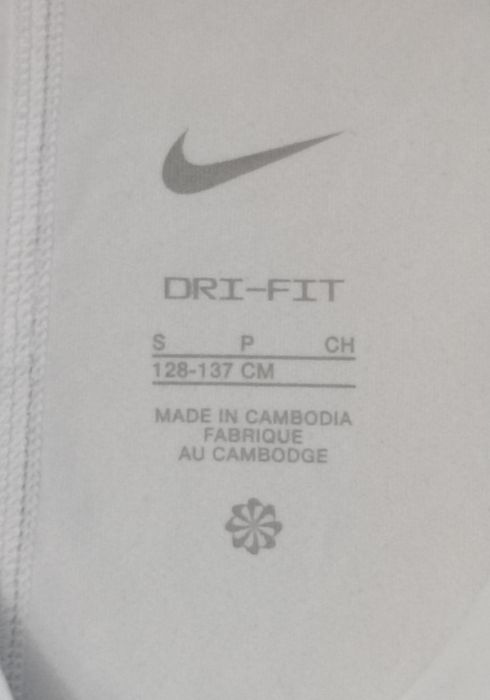 DRI-FIT
S P CH
128-137 CM
MADE IN CAMBODIA
FABRIQUE
AU CAMBODGE